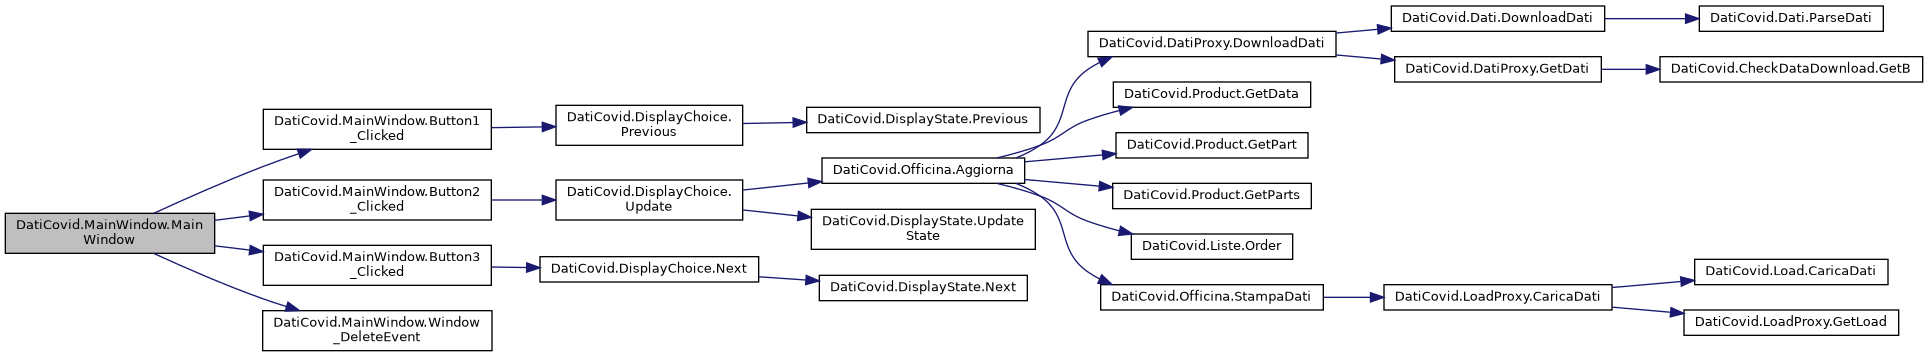 DatiCovid.MainWindow.Main
Window
DatiCovid.MainWindow.Button1
_Clicked
DatiCovid.MainWindow.Button2
_Clicked
DatiCovid.MainWindow.Button3
_Clicked
DatiCovid.MainWindow.Window
_DeleteEvent
DatiCovid.DisplayChoice.
Previous
DatiCovid.DisplayChoice.
Update
DatiCovid.DisplayChoice.Next
DatiCovid.DisplayState.Previous
DatiCovid.Officina.Aggiorna
DatiCovid.DisplayState.Update
State
DatiCovid.DisplayState.Next
DatiCovid.DatiProxy.DownloadDati
DatiCovid.Product.GetData
DatiCovid.Product.GetPart
DatiCovid.Product.GetParts
DatiCovid.Liste.Order
DatiCovid.Officina.StampaDati
DatiCovid.Dati.DownloadDati
DatiCovid.DatiProxy.GetDati
DatiCovid.LoadProxy.CaricaDati
DatiCovid.Dati.ParseDati
DatiCovid.CheckDataDownload.GetB
DatiCovid.Load.CaricaDati
DatiCovid.LoadProxy.GetLoad